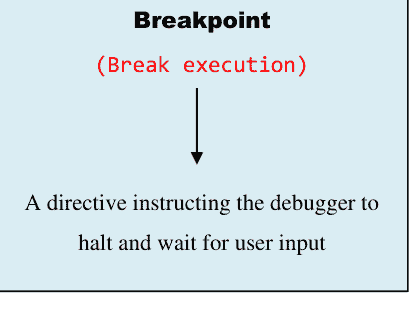 Breakpoint
(Break execution)
A directive instructing the debugger to
halt and wait for user input